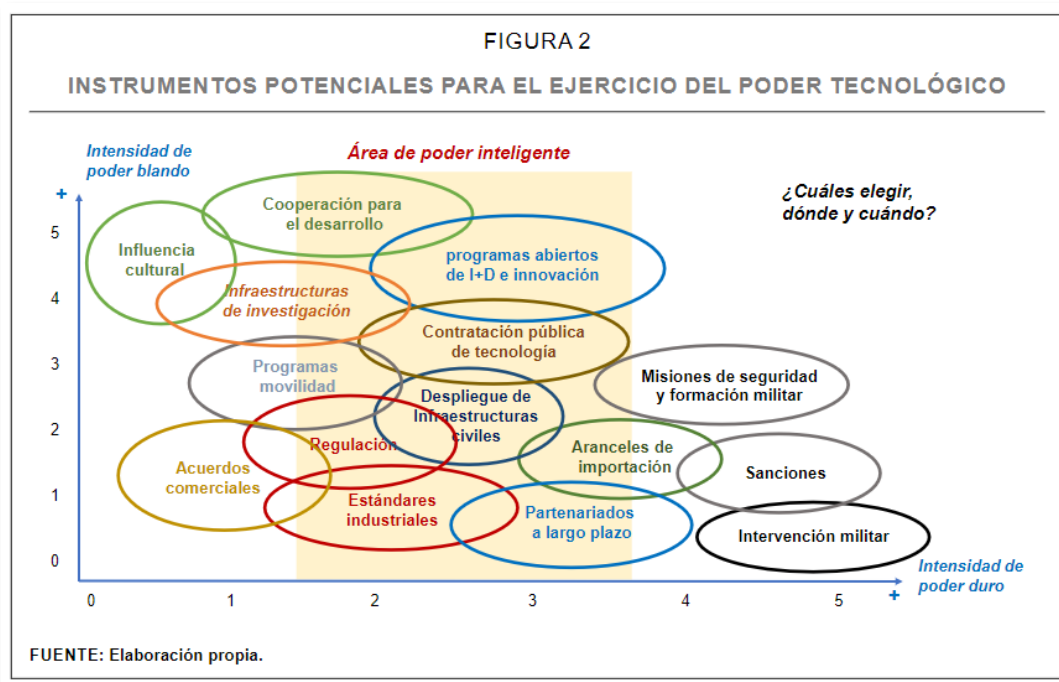 FIGURA 2
INSTRUMENTOS POTENCIALES PARA EL EJERCICIO DEL PODER TECNOLÓGICO
Intensidad de
poder blando
Área de poder inteligente
¿Cuáles elegir,
dónde y cuándo?
+
5
4
3
2
1
0
Influencia
cultural
Cooperación para
el desarrollo
programas abiertos
de I+D e innovación
Infraestructuras
de investigación
Contratación pública
de tecnología
Programas
movilidad
Despliegue de
Infraestructuras
civiles
Misiones de seguridad
y formación militar
Regulación
Acuerdos
comerciales
Aranceles de
importación
Sanciones
Estándares
industriales
Partenariados
a largo plazo
Intervención militar
0 1 2 3 4 5
+
Intensidad de
poder duro
FUENTE: Elaboración propia.